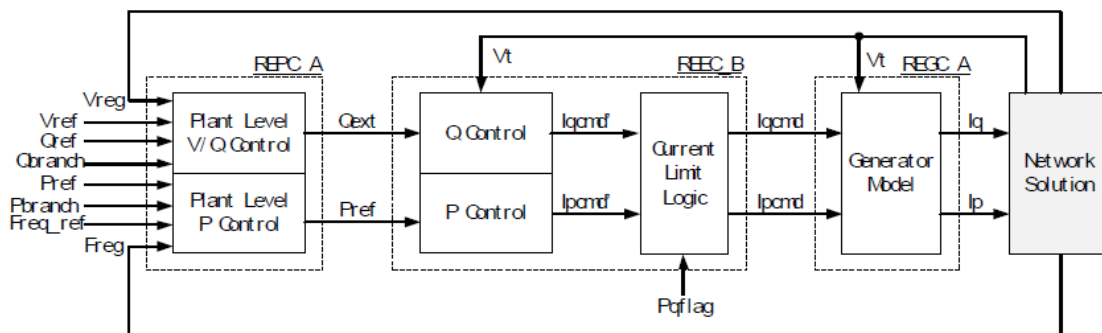 REPC_A
REEC_B
REGC_A
Vt
Vt
Vreg
Vref
Qref
Qbranch
Pref
Pbranch
Freq_ref
Freg
Plant Level
V/Q Control
Plant Level
P Control
Qext
Pref
Q Control
P Control
Iqcmd'
Ipcmd'
Current
Limit
Logic
Iqcmd
Ipcmd
Generator
Model
Iq
Ip
Network
Solution
Pqflag